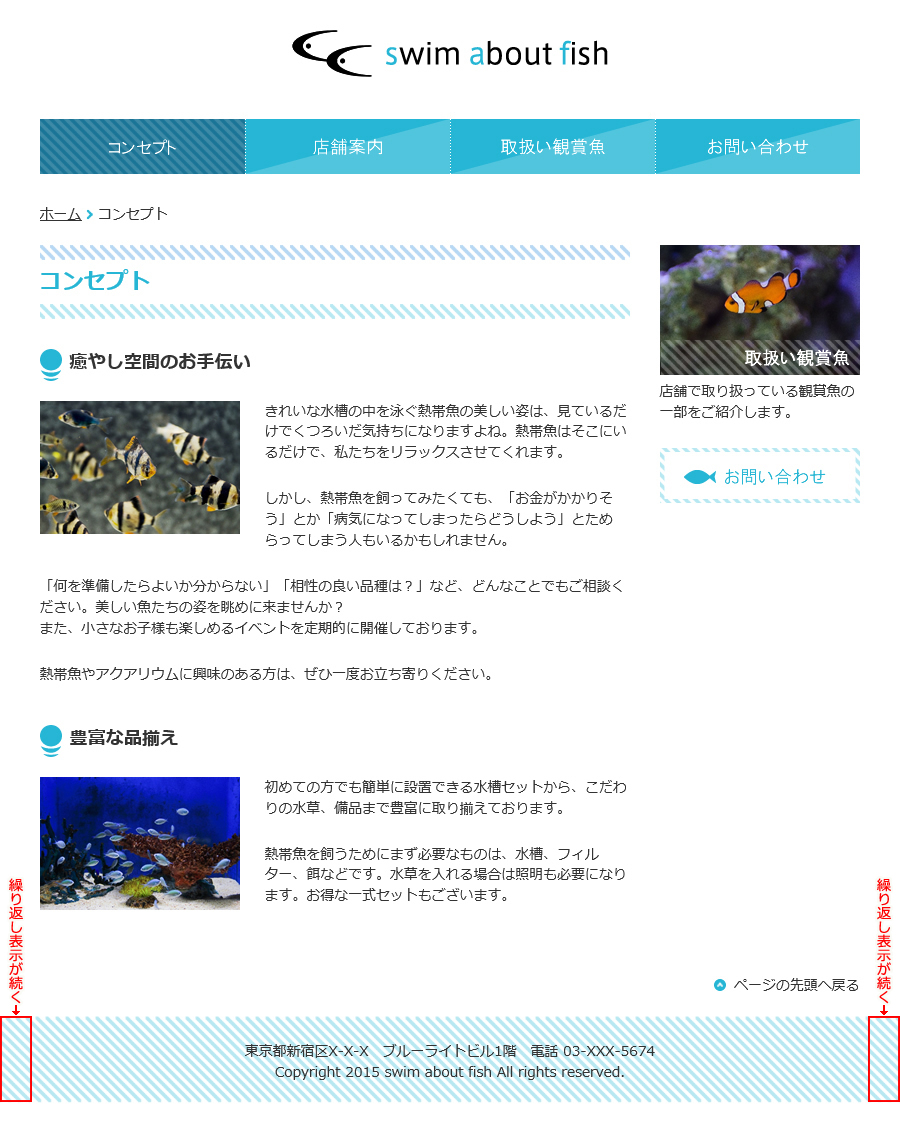 swim about fish
コンセプト
店舗案内
取扱い観賞魚
お問い合わせ
ホーム
コンセプト
コンセプト
癒やし空間のお手伝い
きれいな水槽の中を泳ぐ熱帯魚の美しい姿は、見ているだ
けでくつろいだ気持ちになりますよね。熱帯魚はそこにい
るだけで、私たちをリラックスさせてくれます。
しかし、熱帯魚を飼ってみたくても、「お金がかかりそ
う」とか「病気になってしまったらどうしよう」とため
らってしまう人もいるかもしれません。
「何を準備したらよいか分からない」「相性の良い品種は？」など、どんなことでもご相談く
ださい。美しい魚たちの姿を眺めに来ませんか？
また、小さなお子様も楽しめるイベントを定期的に開催しております。
熱帯魚やアクアリウムに興味のある方は、ぜひ一度お立ち寄りください。
豊富な品揃え
初めての方でも簡単に設置できる水槽セットから、こだわ
りの水草、備品まで豊富に取り揃えております。
熱帯魚を飼うためにまず必要なものは、水槽、フィル
ター、餌などです。水草を入れる場合は照明も必要になり
ます。お得な一式セットもございます。
取扱い観賞魚
店舗で取り扱っている観賞魚の
一部をご紹介します。
お問い合わせ
繰り返し表示が続く
繰り返し表示が続く
ページの先頭へ戻る
東京都新宿区X-X-X　ブルーライトビル1階　電話 03-XXX-5674
Copyright 2015 swim about fish All rights reserved.